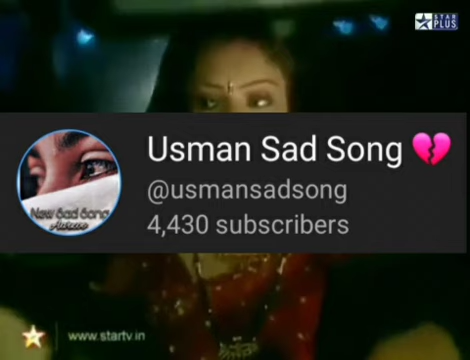 STAR
PLUS
Usman Sad Song 💔
@usmansadsong
4,430 subscribers
New Sad Song
www.startv.in